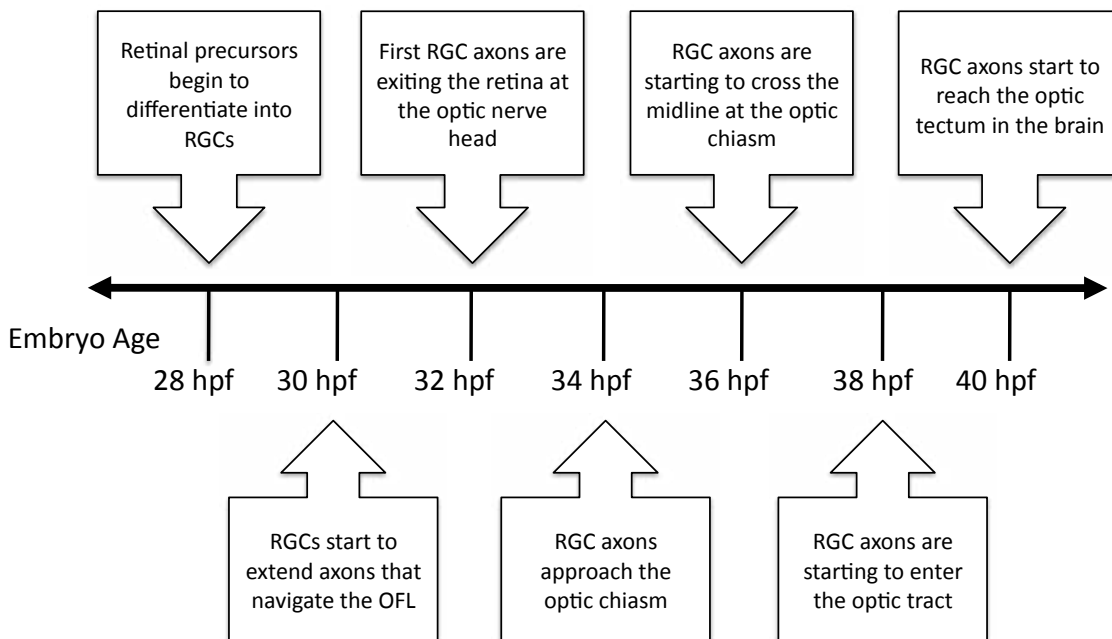 Retinal precursors
begin to
differentiate into
RGCs
First RGC axons are
exiting the retina at
the optic nerve
head
RGC axons are
starting to cross the
midline at the optic
chiasm
RGC axons start to
reach the optic
tectum in the brain
Embryo Age
28 hpf
30 hpf
32 hpf
34 hpf
36 hpf
38 hpf
40 hpf
RGCs start to
extend axons that
navigate the OFL
RGC axons
approach the
optic chiasm
RGC axons are
starting to enter
the optic tract